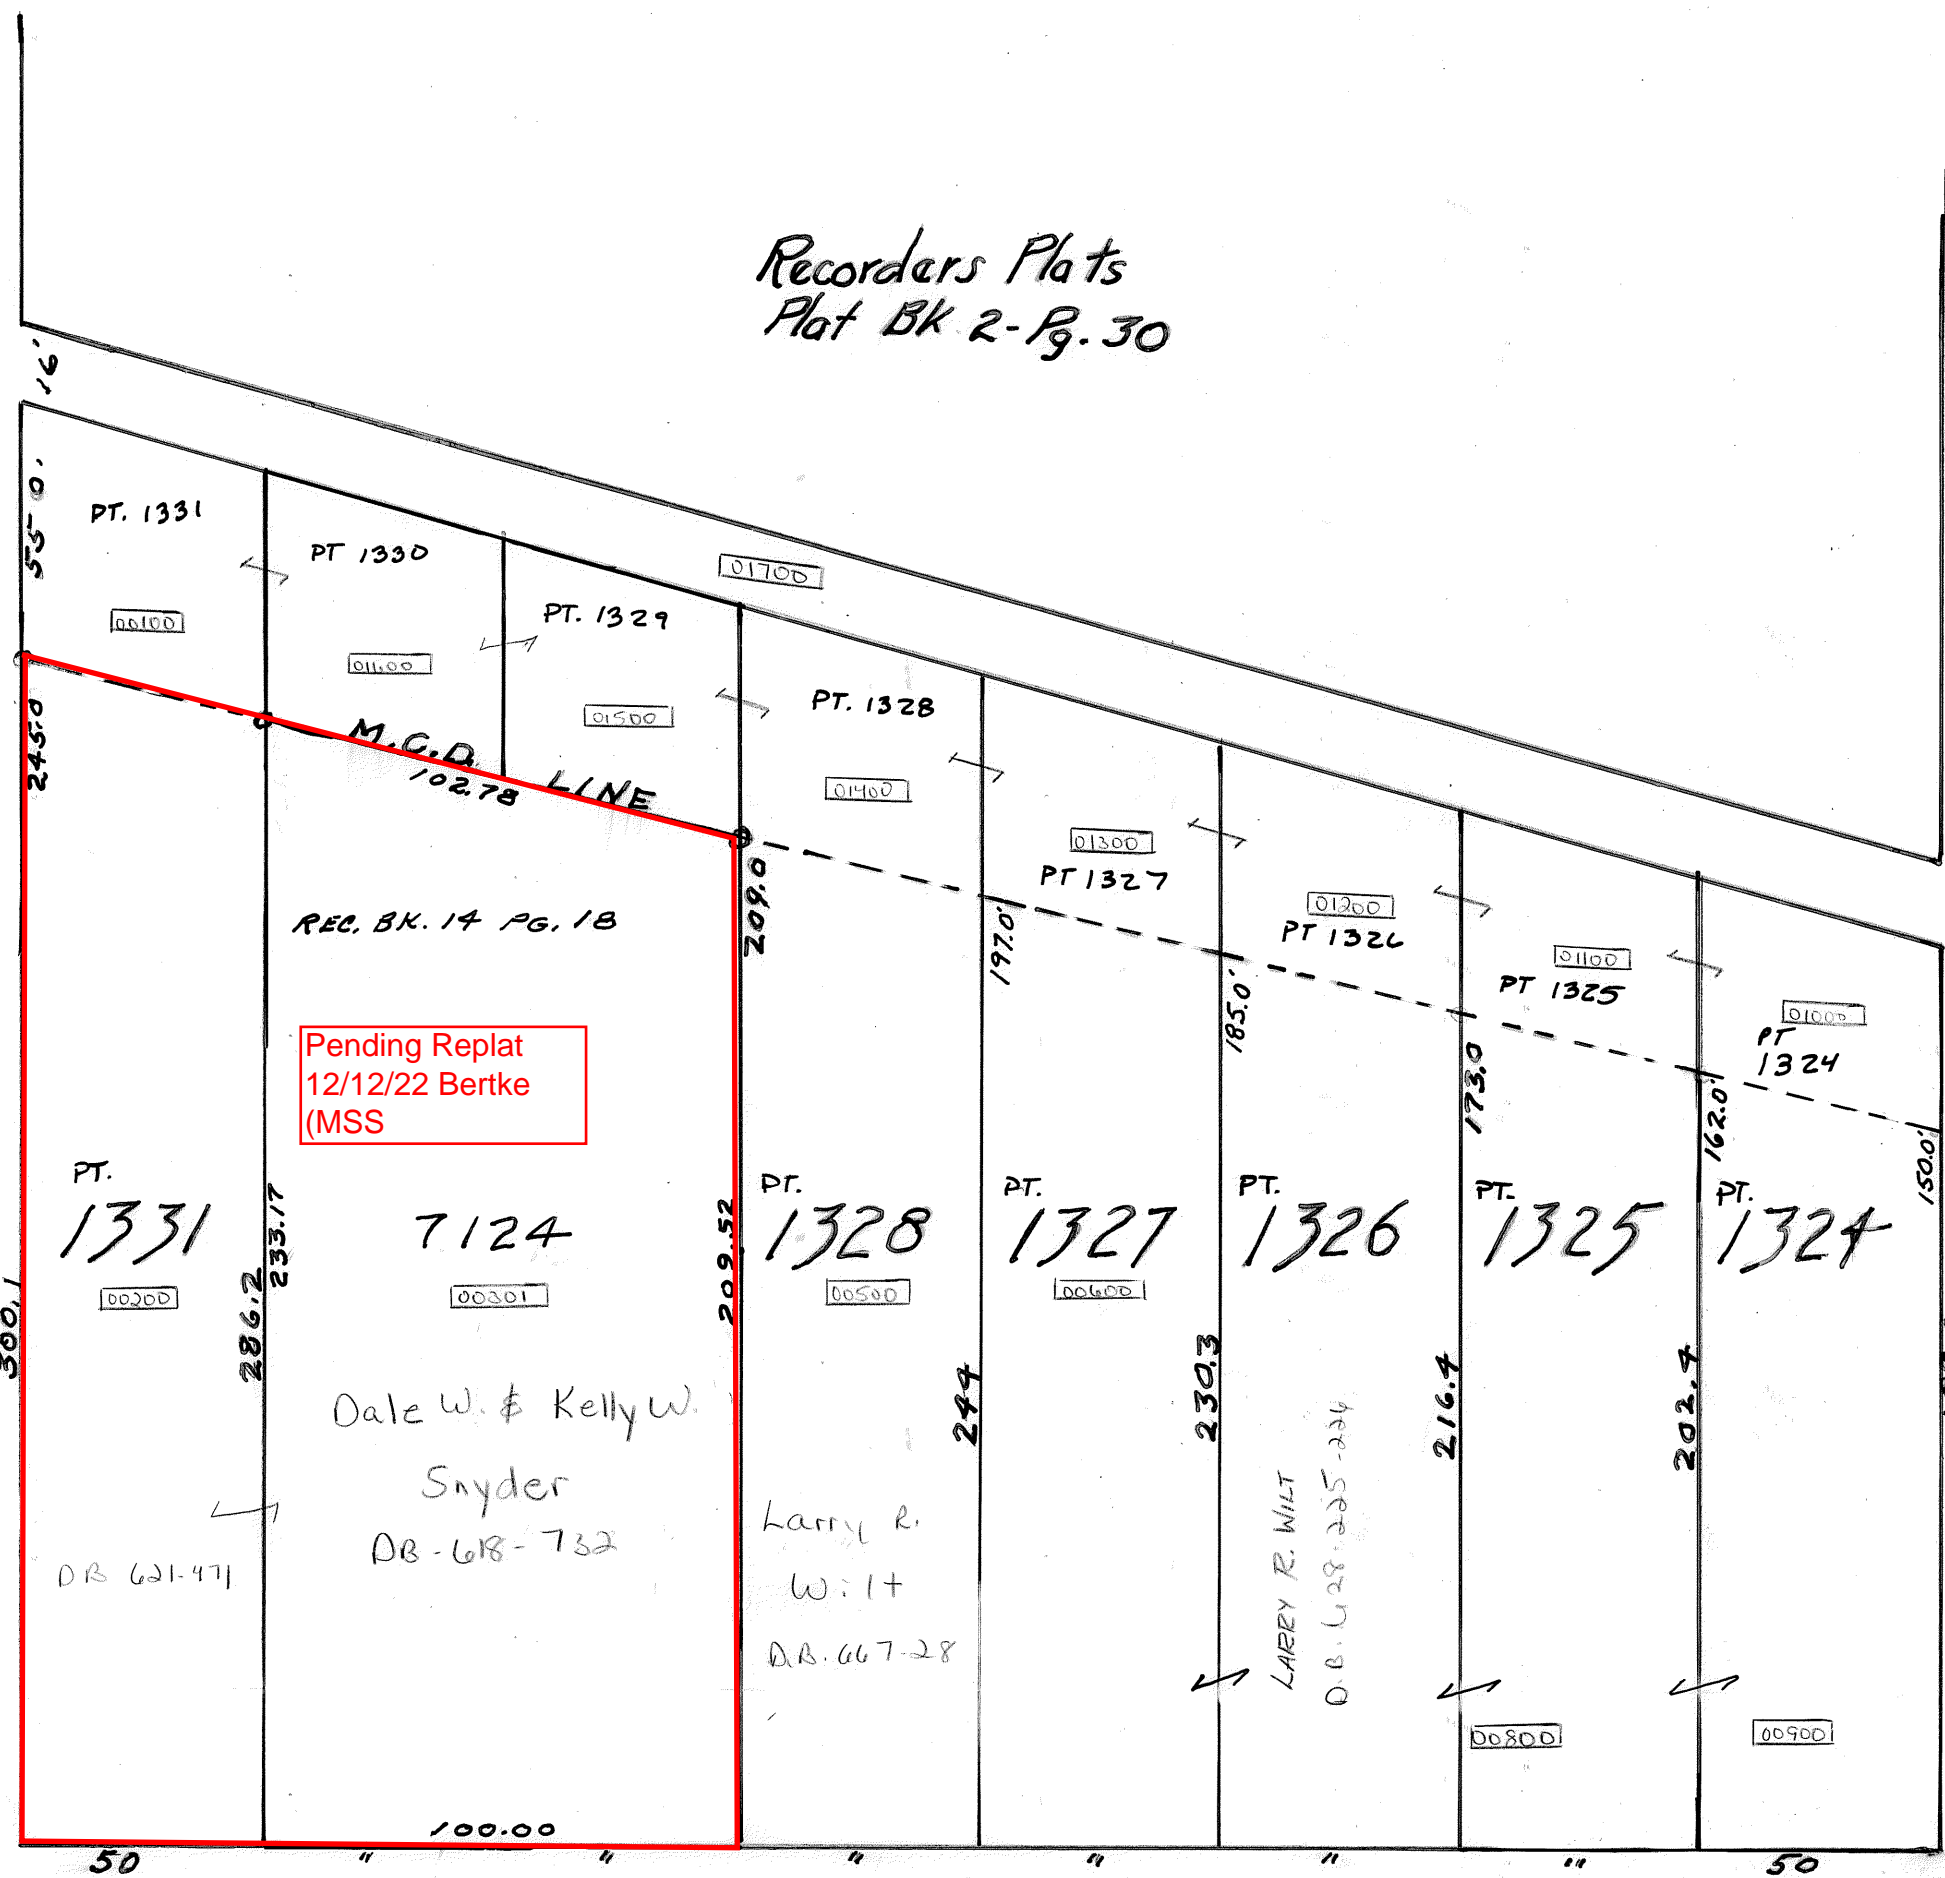 Recorders Plats
Plat Bk 2-Pg. 30
16'
55 0'
PT. 1331
PT 1330
01700
PT. 1329
00100
01600
01500
PT. 1328
245.0
M.C.D. LINE
102.78
01400
01300
PT 1327
209.0
01200
PT 1326
REC. BK. 14 PG. 18
197.0'
01100
PT 1325
185.0'
01000
PT
1324
Pending Replat
12/12/22 Bertke
(MSS
173.0
162.0'
150.0'
PT.
1331
00200
300.1
286.2
233.17
7124
00301
209.52
PT.
1328
00500
PT.
1327
00600
PT.
1326
PT.
1325
PT.
1324
244
230.3
216.4
202.4
Dale W. & Kelly W.
Snyder
DB-618-732
DB 621-471
Larry R.
Wilt
D.B. 667-28
LARRY R. WILT
D.B. 628-225-226
00800
00900
100.00
50 " " " " " " 50